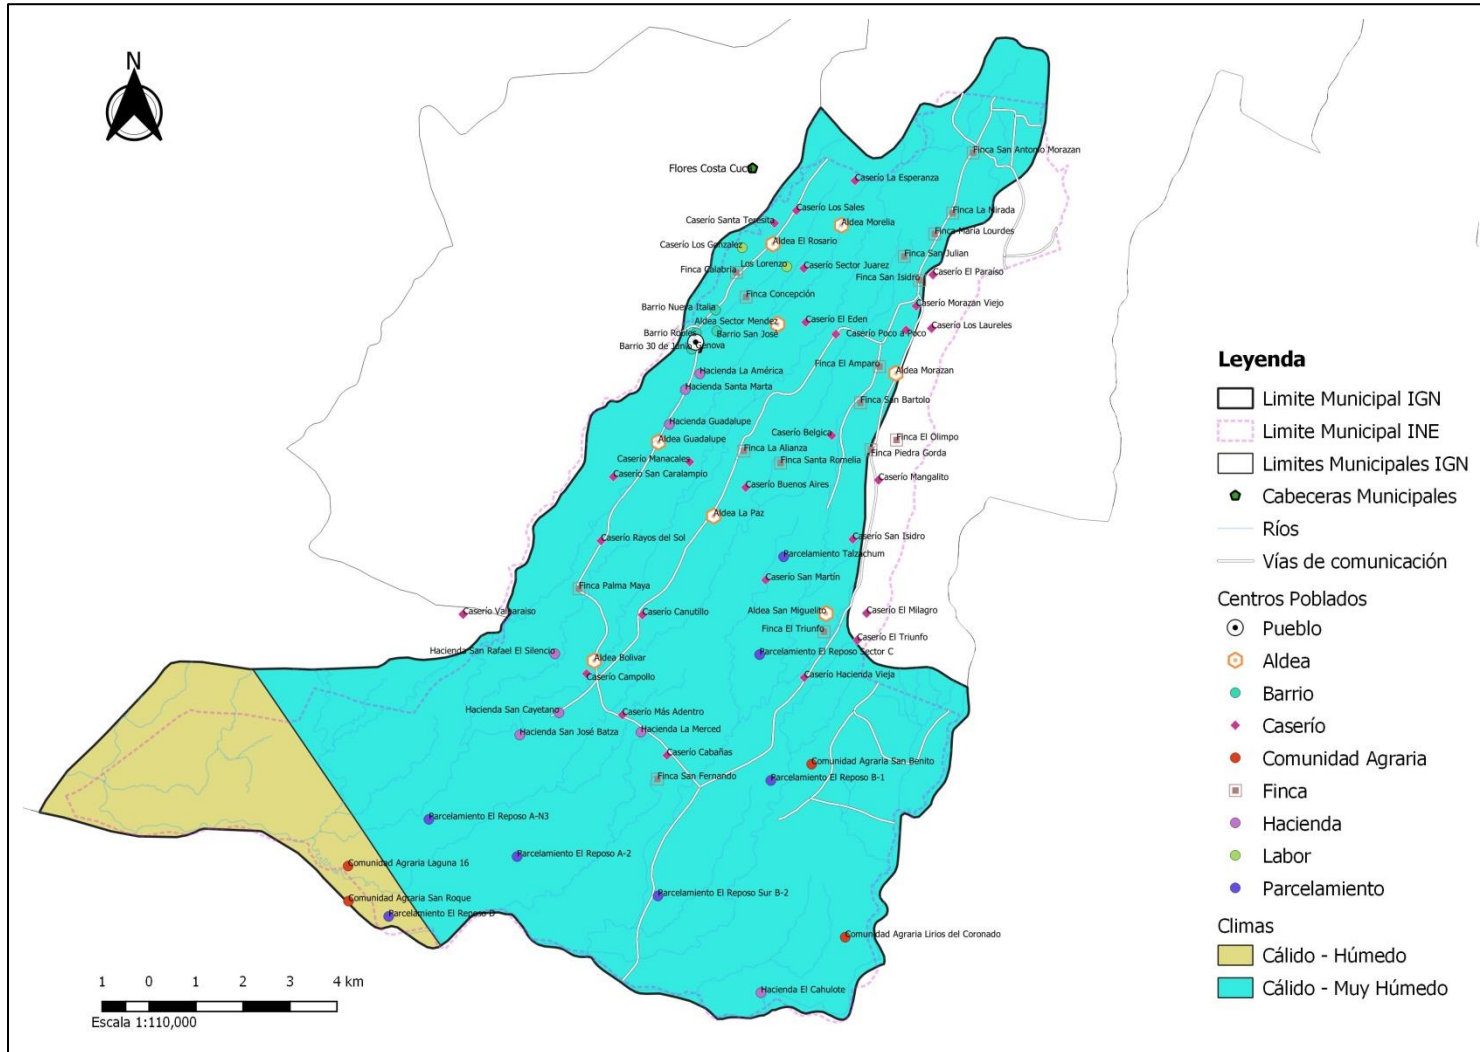 N
Flores Costa Cuca
Finca San Antonio Morazan
Caserío La Esperanza
Caserío Los Sales
Finca La Mirada
Caserío Santa Teresita
Aldea Morelia
Finca Maria Lourdes
Aldea El Rosario
Caserío Los Gonzalez
Finca San Julian
Los Lorenzo
Caserío Sector Juarez
Finca Calabria
Caserío El Paraíso
Finca San Isidro
Finca Concepción
Caserío Morazan Viejo
Barrio Nueva Italia
Aldea Sector Mendez
Caserío El Eden
Caserío Los Laureles
Barrio Robles
Barrio San José
Caserío Poco a Poco
Barrio 30 de Junio
Genova
Finca El Amparo
Hacienda La América
Aldea Morazan
Hacienda Santa Marta
Finca San Bartolo
Hacienda Guadalupe
Caserío Belgica
Aldea Guadalupe
Finca El Olimpo
Finca La Alianza
Finca Piedra Gorda
Caserío Manacales
Finca Santa Romelia
Caserío San Caralampio
Caserío Mangalito
Caserío Buenos Aires
Aldea La Paz
Caserío Rayos del Sol
Caserío San Isidro
Parcelamiento Talzachum
Caserío San Martín
Finca Palma Maya
Caserío Valparaiso
Caserío Canutillo
Aldea San Miguelito
Caserío El Milagro
Finca El Triunfo
Caserío El Triunfo
Hacienda San Rafael El Silencio
Parcelamiento El Reposo Sector C
Aldea Bolivar
Caserío Campollo
Caserío Hacienda Vieja
Hacienda San Cayetano
Caserío Más Adentro
Hacienda San José Batza
Hacienda La Merced
Caserío Cabañas
Comunidad Agraria San Benito
Finca San Fernando
Parcelamiento El Reposo B-1
Parcelamiento El Reposo A-N3
Parcelamiento El Reposo A-2
Comunidad Agraria Laguna 16
Parcelamiento El Reposo Sur B-2
Comunidad Agraria San Roque
Parcelamiento El Reposo D
Comunidad Agraria Lirios del Coronado
Hacienda El Cahulote
1 0 1 2 3 4 km
Escala 1:110,000
Leyenda
Limite Municipal IGN
Limite Municipal INE
Limites Municipales IGN
Cabeceras Municipales
Ríos
Vías de comunicación
Centros Poblados
Pueblo
Aldea
Barrio
Caserío
Comunidad Agraria
Finca
Hacienda
Labor
Parcelamiento
Climas
Cálido - Húmedo
Cálido - Muy Húmedo